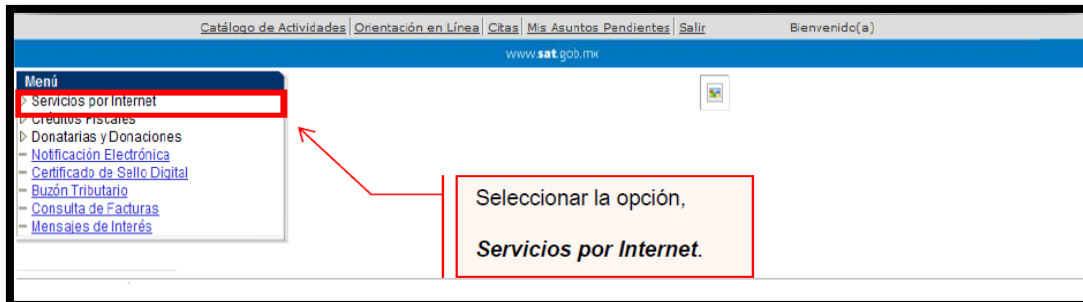 Catálogo de Actividades Orientación en Línea Citas Mis Asuntos Pendientes Salir Bienvenido(a)
www.sat.gob.mx
Menú
Servicios por Internet
Créditos Fiscales
Donatarias y Donaciones
Notificación Electrónica
Certificado de Sello Digital
Buzón Tributario
Consulta de Facturas
Mensajes de Interés
Seleccionar la opción,
Servicios por Internet.